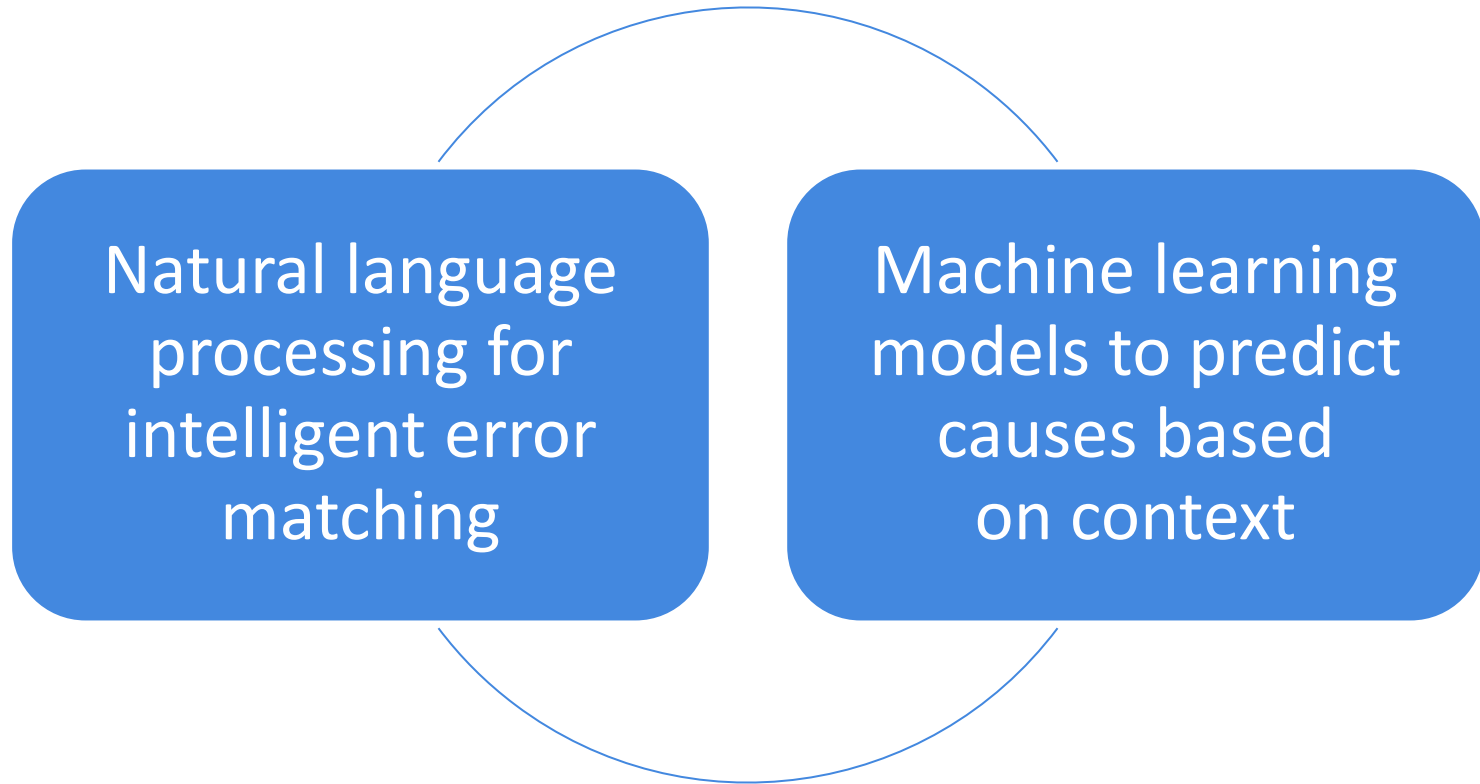 Natural language
processing for
intelligent error
matching
Machine learning
models to predict
causes based
on context